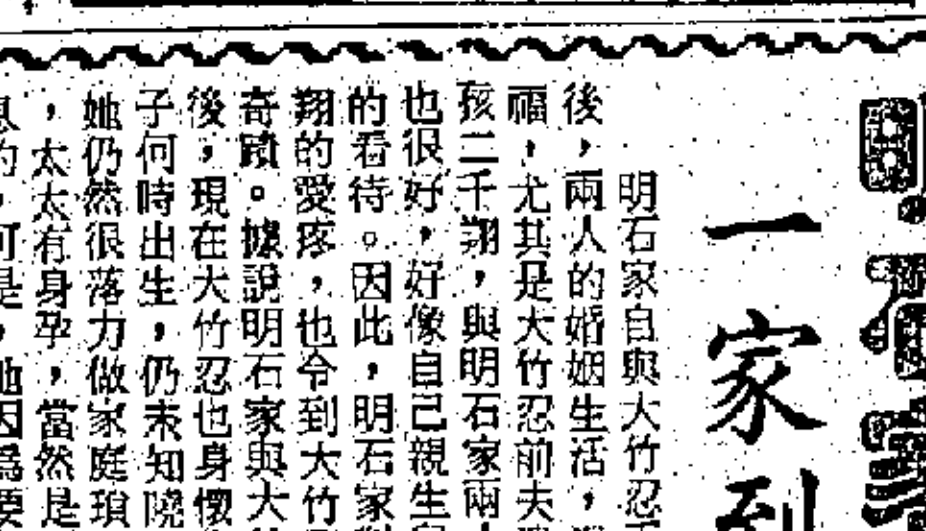 一家到
明石家自與大竹忍
後，兩人的婚姻生活，
福，尤其是大竹忍前夫
孩二千翔，與明石家兩
也很好，好像自己親生
的看待。因此，明石家
翔的愛疼，也令到大竹
奇蹟。據說明石家與大
後，現在大竹忍也身懷
子何時出生，仍未知曉
她仍然很落力做家庭瑣
，太太有身孕，當然是
息的，可是，她因爲要